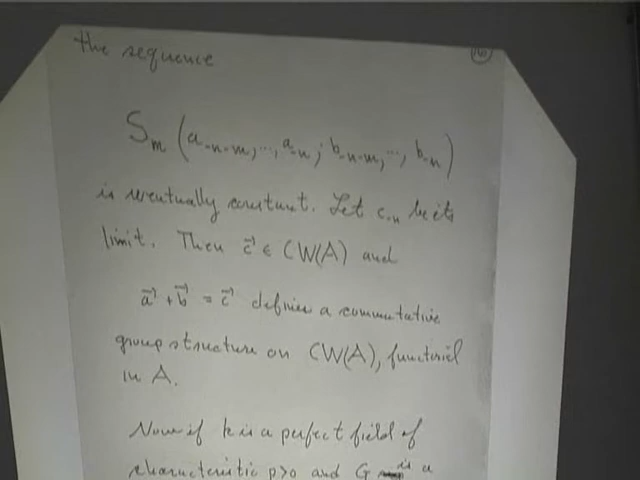 the sequence
S_m (a_{-n-m}, ..., a_{-n}; b_{-n-m}, ..., b_{-n})
is eventually constant. Let c_{-n} be its
limit. Then c⃗ ∈ CW(A) and
a⃗ + b⃗ = c⃗ defines a commutative
group structure on CW(A), functorial
in A.
Now if k is a perfect field of
characteristic p>0 and G is a